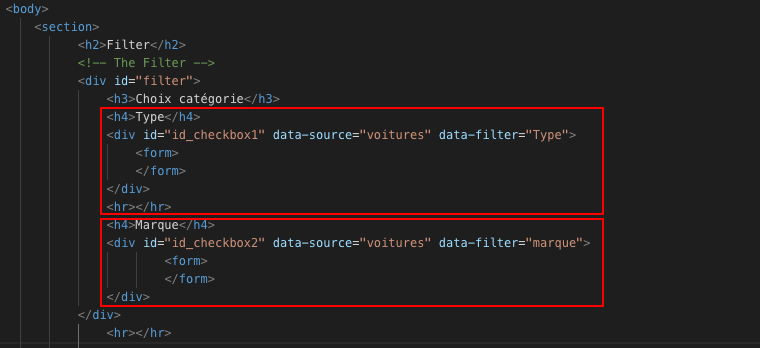 <body>
<section>
<h2>Filter</h2>
<!-- The Filter -->
<div id="filter">
<h3>Choix catégorie</h3>
<h4>Type</h4>
<div id="id_checkbox1" data-source="voitures" data-filter="Type">
<form>
</form>
</div>
<hr></hr>
<h4>Marque</h4>
<div id="id_checkbox2" data-source="voitures" data-filter="marque">
<form>
</form>
</div>
</div>
<hr></hr>